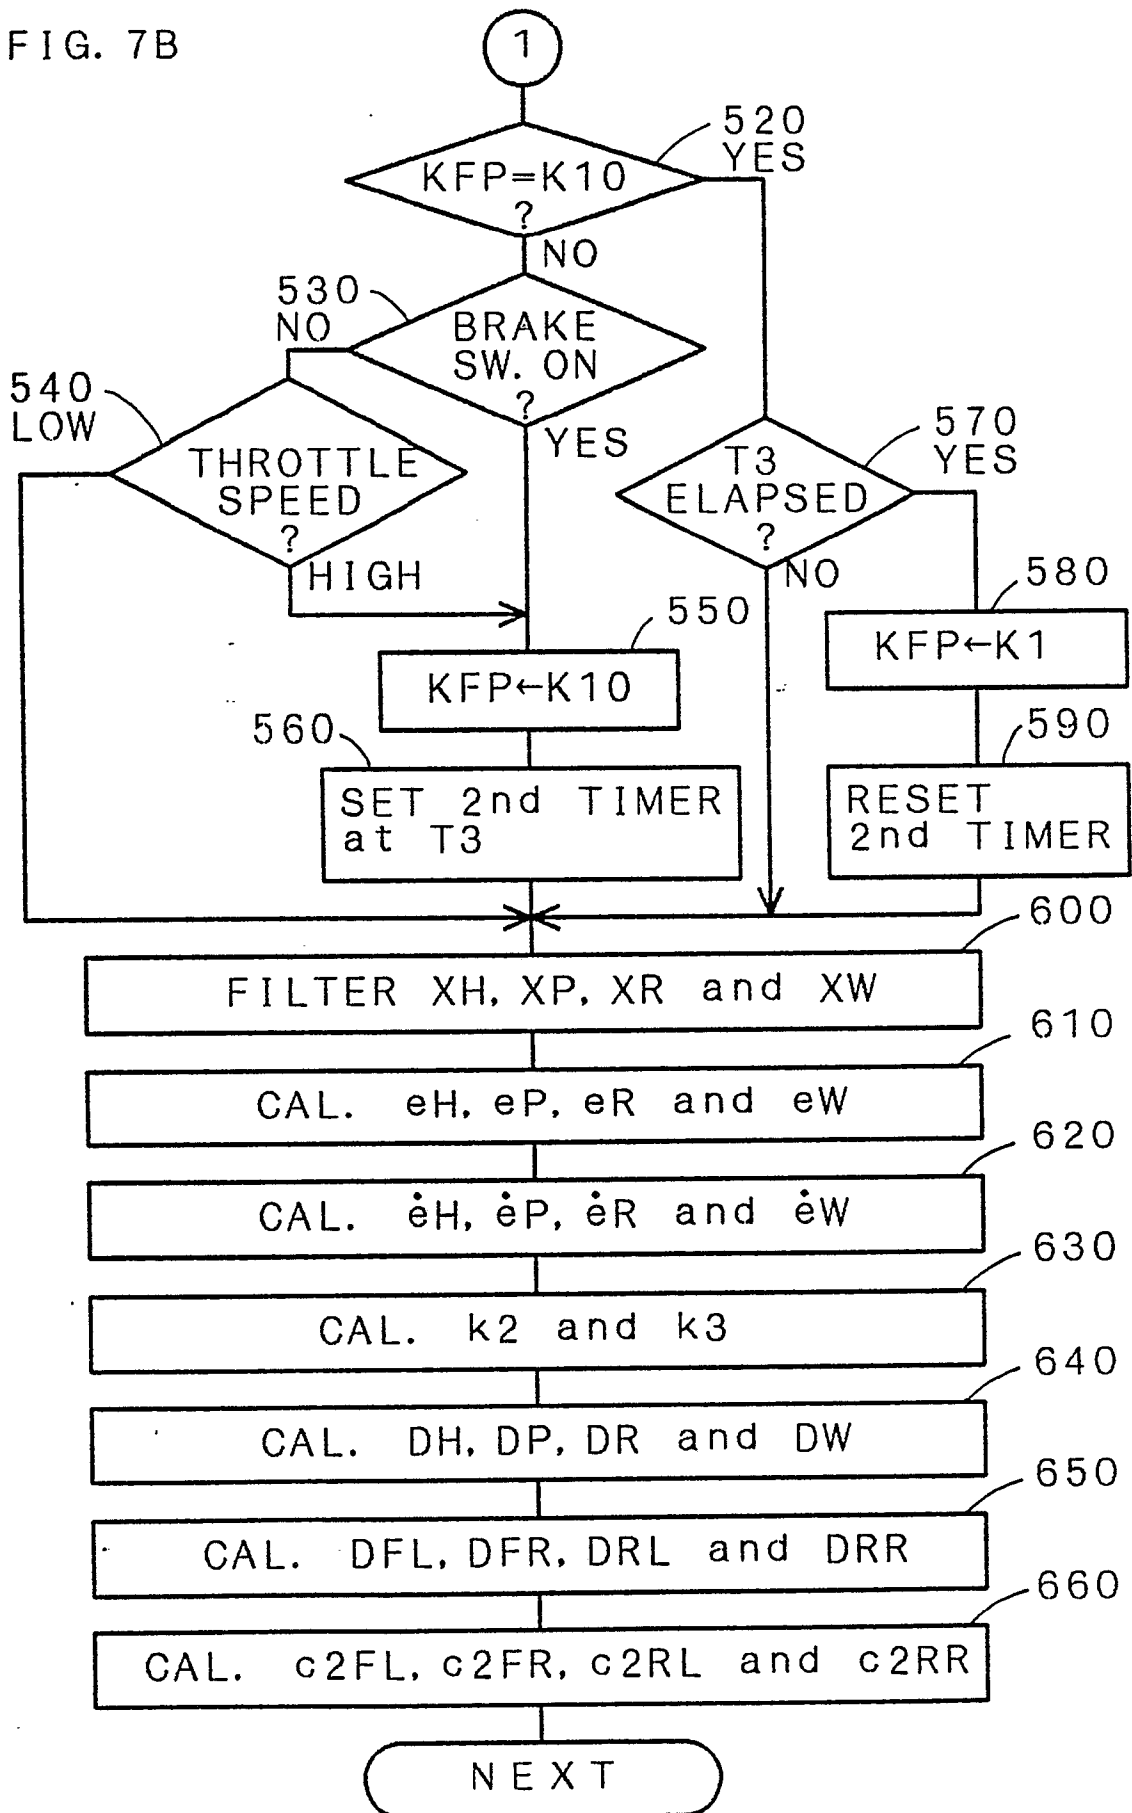 FIG. 7B
1
520
YES
KFP=K10
?
NO
530
NO
BRAKE
SW. ON
?
YES
540
LOW
THROTTLE
SPEED
?
HIGH
570
YES
T3
ELAPSED
?
NO
580
KFP←K1
550
KFP←K10
590
RESET
2nd TIMER
560
SET 2nd TIMER
at T3
600
FILTER XH, XP, XR and XW
610
CAL. eH, eP, eR and eW
620
CAL. ėH, ėP, ėR and ėW
630
CAL. k2 and k3
640
CAL. DH, DP, DR and DW
650
CAL. DFL, DFR, DRL and DRR
660
CAL. c2FL, c2FR, c2RL and c2RR
NEXT